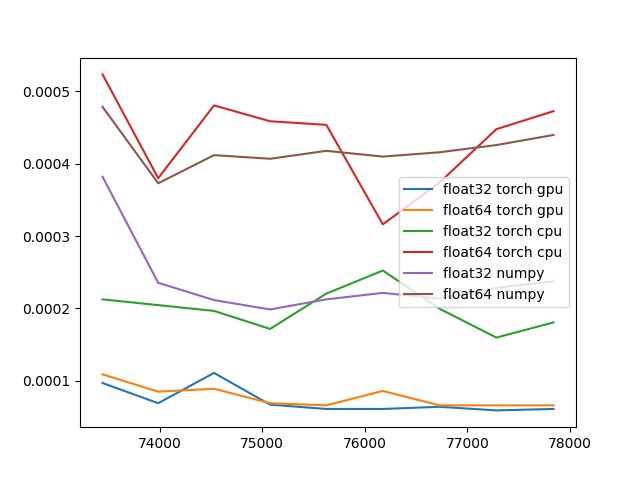 0.0005
0.0004
0.0003
0.0002
0.0001
float32 torch gpu
float64 torch gpu
float32 torch cpu
float64 torch cpu
float32 numpy
float64 numpy
74000 75000 76000 77000 78000